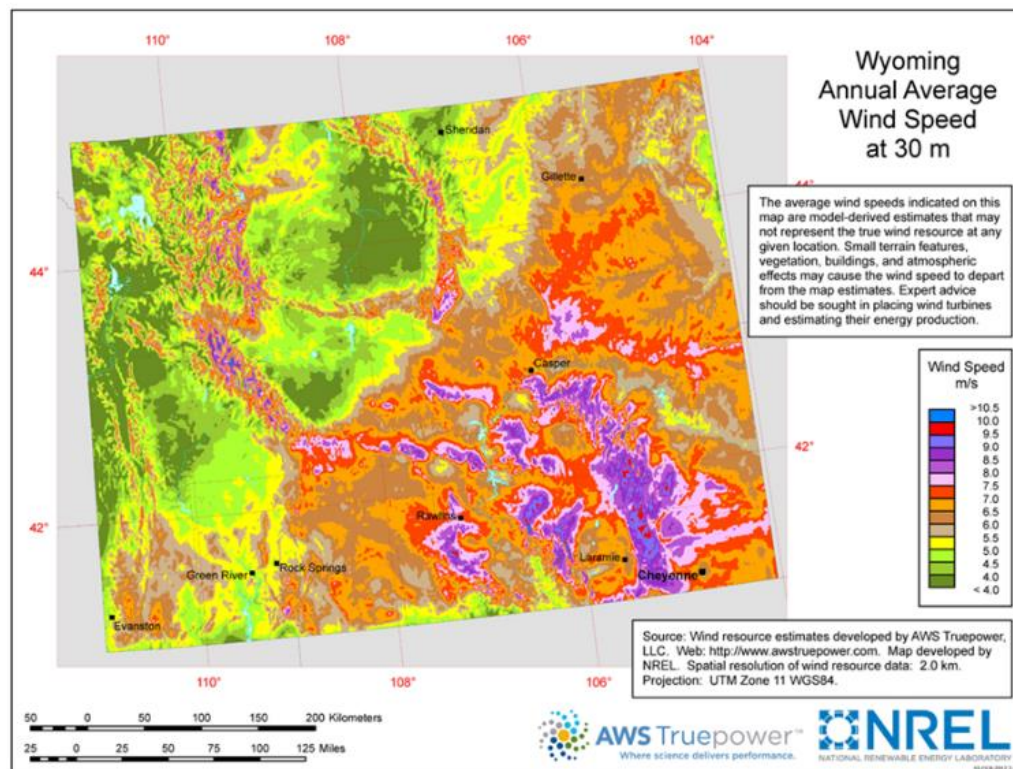 110°
108°
106°
104°
Wyoming
Annual Average
Wind Speed
at 30 m
Sheridan
Gillette
44°
The average wind speeds indicated on this
map are model-derived estimates that may
not represent the true wind resource at any
given location. Small terrain features,
vegetation, buildings, and atmospheric
effects may cause the wind speed to depart
from the map estimates. Expert advice
should be sought in placing wind turbines
and estimating their energy production.
44°
Casper
Wind Speed
m/s
>10.5
10.0
9.5
9.0
8.5
8.0
7.5
7.0
6.5
6.0
5.5
5.0
4.5
4.0
< 4.0
42°
42°
Rawlins
Laramie
Cheyenne
Rock Springs
Green River
Evanston
Source: Wind resource estimates developed by AWS Truepower,
LLC. Web: http://www.awstruepower.com. Map developed by
NREL. Spatial resolution of wind resource data: 2.0 km.
Projection: UTM Zone 11 WGS84.
110°
108°
106°
50 0 50 100 150 200 Kilometers
25 0 25 50 75 100 125 Miles
AWS Truepower™
Where science delivers performance.
NREL
NATIONAL RENEWABLE ENERGY LABORATORY